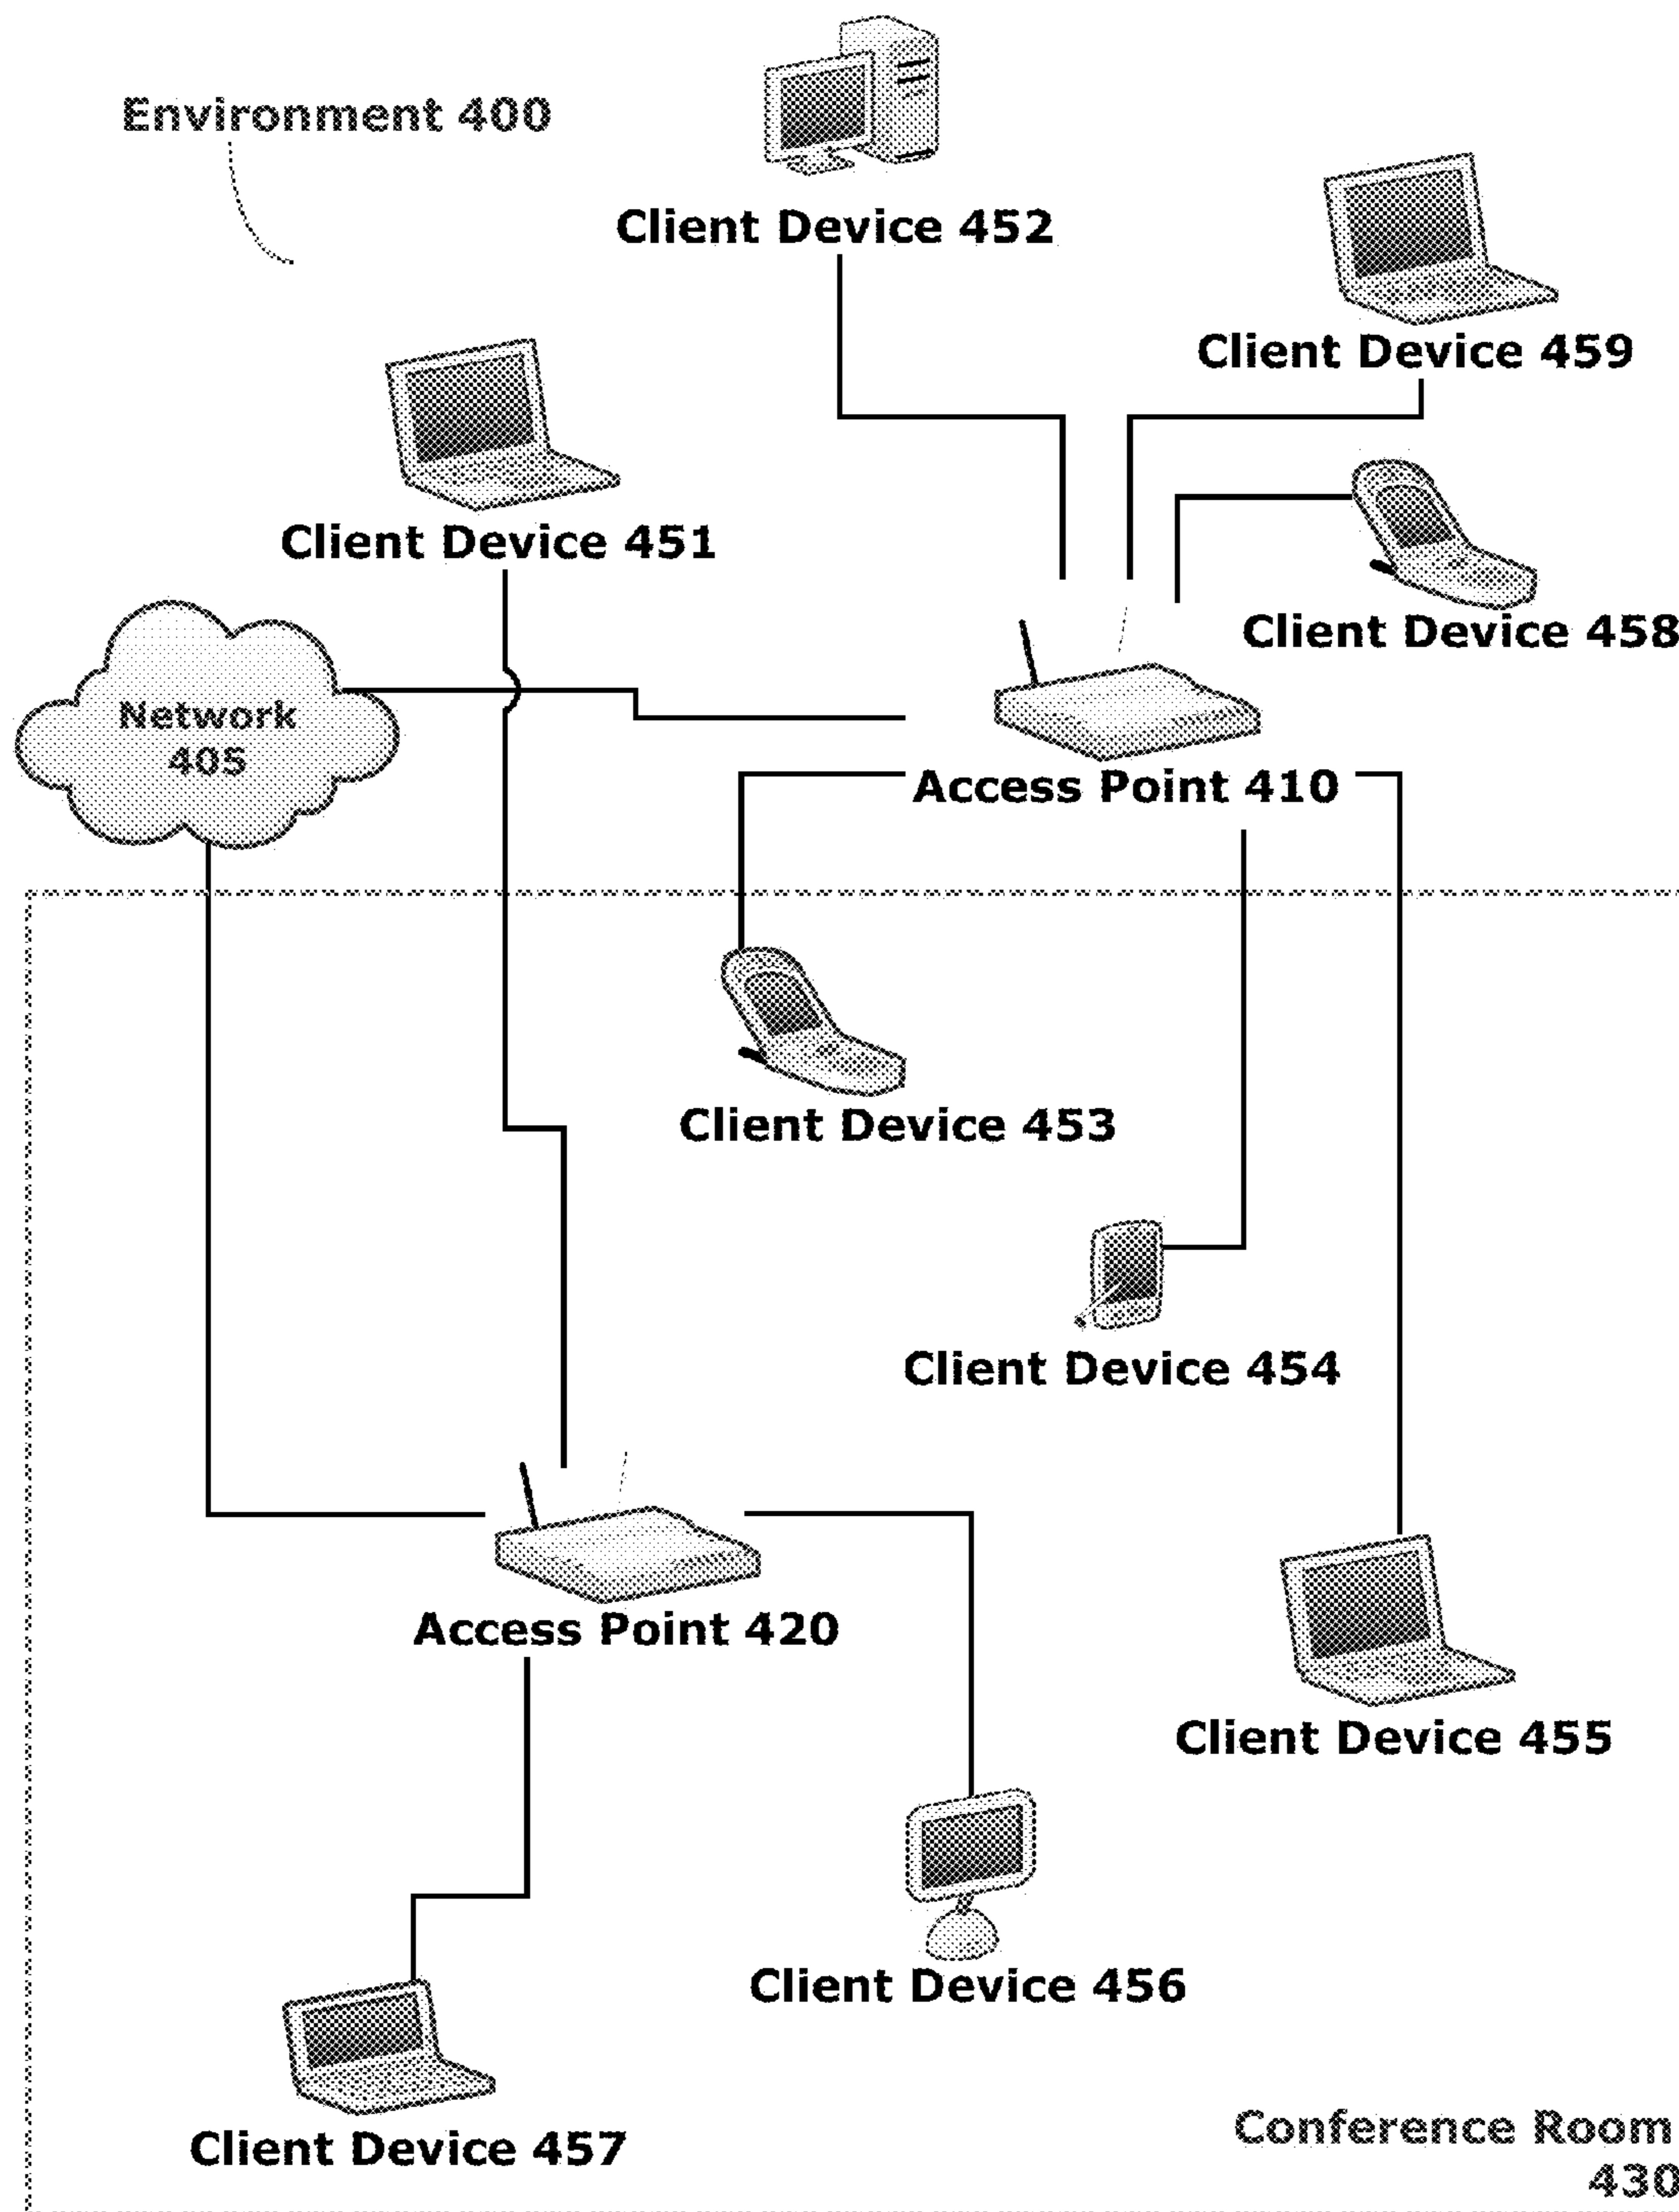 Environment 400
Client Device 452
Client Device 459
Client Device 451
Client Device 458
Network
405
Access Point 410
Client Device 453
Client Device 454
Access Point 420
Client Device 455
Client Device 456
Client Device 457
Conference Room
430